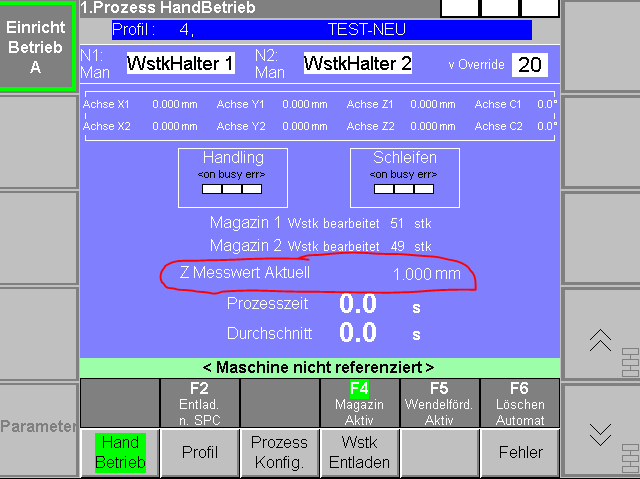 1.Prozess HandBetrieb
Einricht
Betrieb
A
Profil: 4, TEST-NEU
N1:
Man
WstkHalter 1
N2:
Man
WstkHalter 2
v Override 20
Achse X1 0.000 mm Achse Y1 0.000 mm Achse Z1 0.000 mm Achse C1 0.0°
Achse X2 0.000 mm Achse Y2 0.000 mm Achse Z2 0.000 mm Achse C2 0.0°
Handling
<on busy err>
Schleifen
<on busy err>
Magazin 1 Wstk bearbeitet 51 stk
Magazin 2 Wstk bearbeitet 49 stk
Z Messwert Aktuell 1.000 mm
Prozesszeit 0.0 s
Durchschnitt 0.0 s
< Maschine nicht referenziert >
F2
Entlad.
n. SPC
F4
Magazin
Aktiv
F5
Wendelförd.
Aktiv
F6
Löschen
Automat
Parameter
Hand
Betrieb
Profil
Prozess
Konfig.
Wstk
Entladen
Fehler